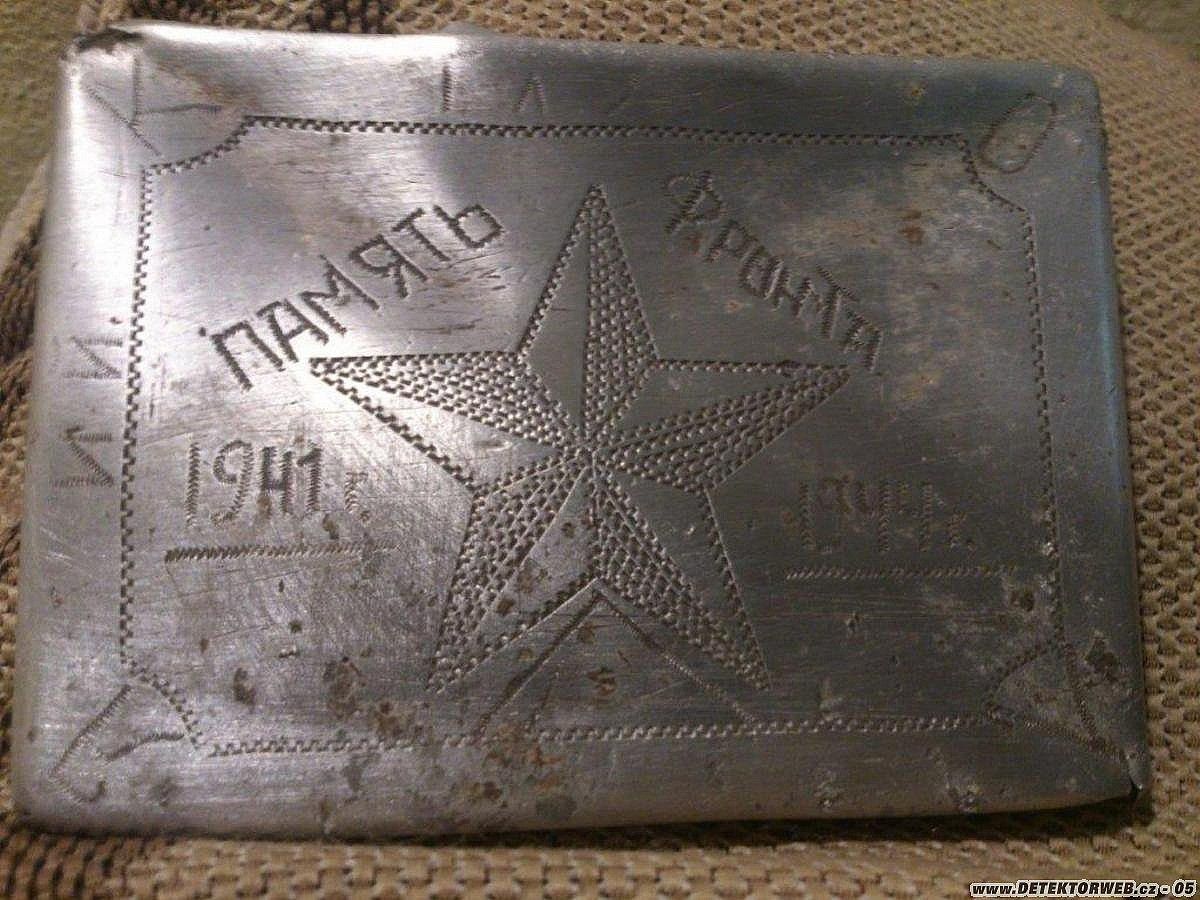 ПАМЯТЬ ФРОНТА
1941 г. 1944 г.
www.DETEKTORWEB.cz - 05